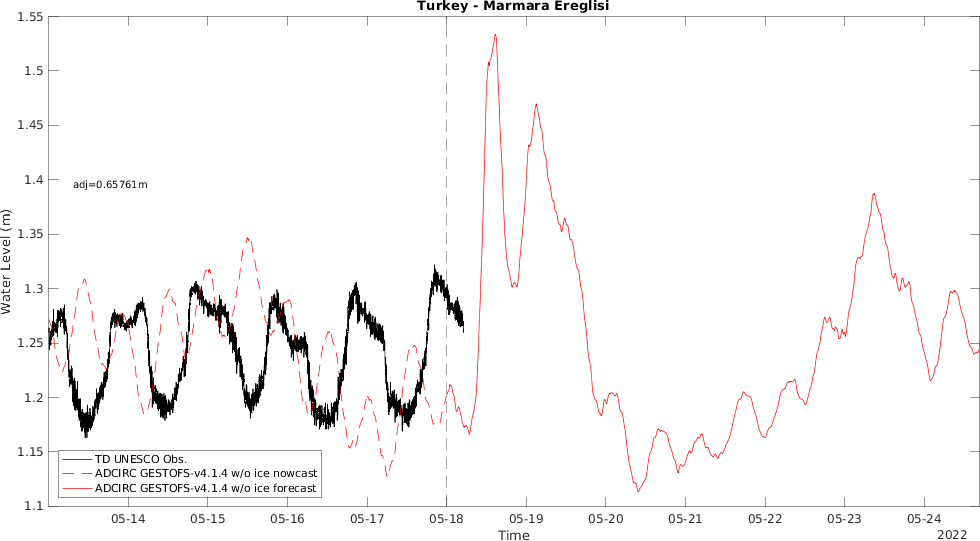 Turkey - Marmara Ereglisi
1.55
1.5
1.45
1.4
1.35
1.3
1.25
1.2
1.15
1.1
Water Level (m)
adj=0.65761m
TD UNESCO Obs.
ADCIRC GESTOFS-v4.1.4 w/o ice nowcast
ADCIRC GESTOFS-v4.1.4 w/o ice forecast
05-14 05-15 05-16 05-17 05-18 05-19 05-20 05-21 05-22 05-23 05-24
Time
2022